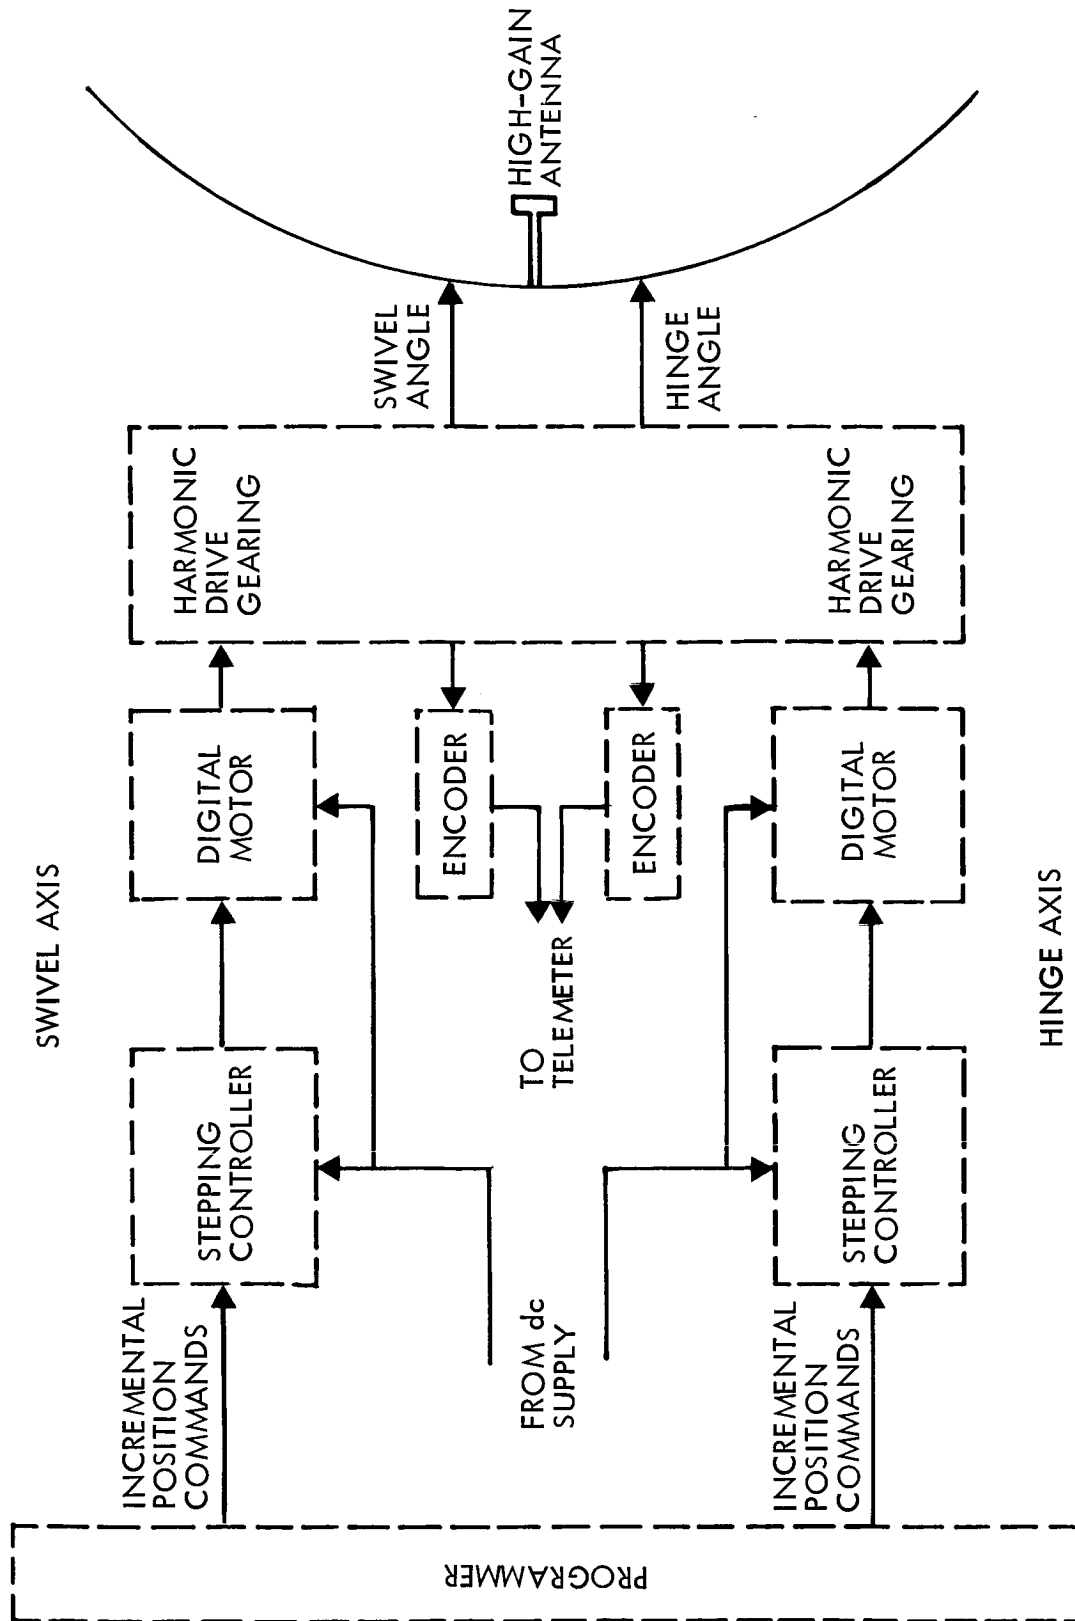 SWIVEL AXIS
PROGRAMMER
INCREMENTAL
POSITION
COMMANDS
STEPPING
CONTROLLER
DIGITAL
MOTOR
HARMONIC
DRIVE
GEARING
SWIVEL
ANGLE
HIGH-GAIN
ANTENNA
ENCODER
FROM dc
SUPPLY
TO
TELEMETER
ENCODER
HINGE
ANGLE
INCREMENTAL
POSITION
COMMANDS
STEPPING
CONTROLLER
DIGITAL
MOTOR
HARMONIC
DRIVE
GEARING
HINGE AXIS